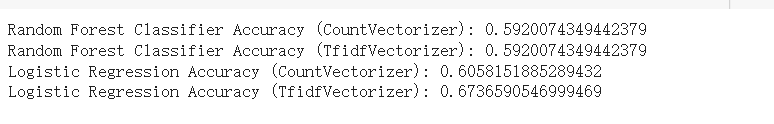 Random Forest Classifier Accuracy (CountVectorizer): 0.5920074349442379
Random Forest Classifier Accuracy (TfidfVectorizer): 0.5920074349442379
Logistic Regression Accuracy (CountVectorizer): 0.6058151885289432
Logistic Regression Accuracy (TfidfVectorizer): 0.6736590546999469